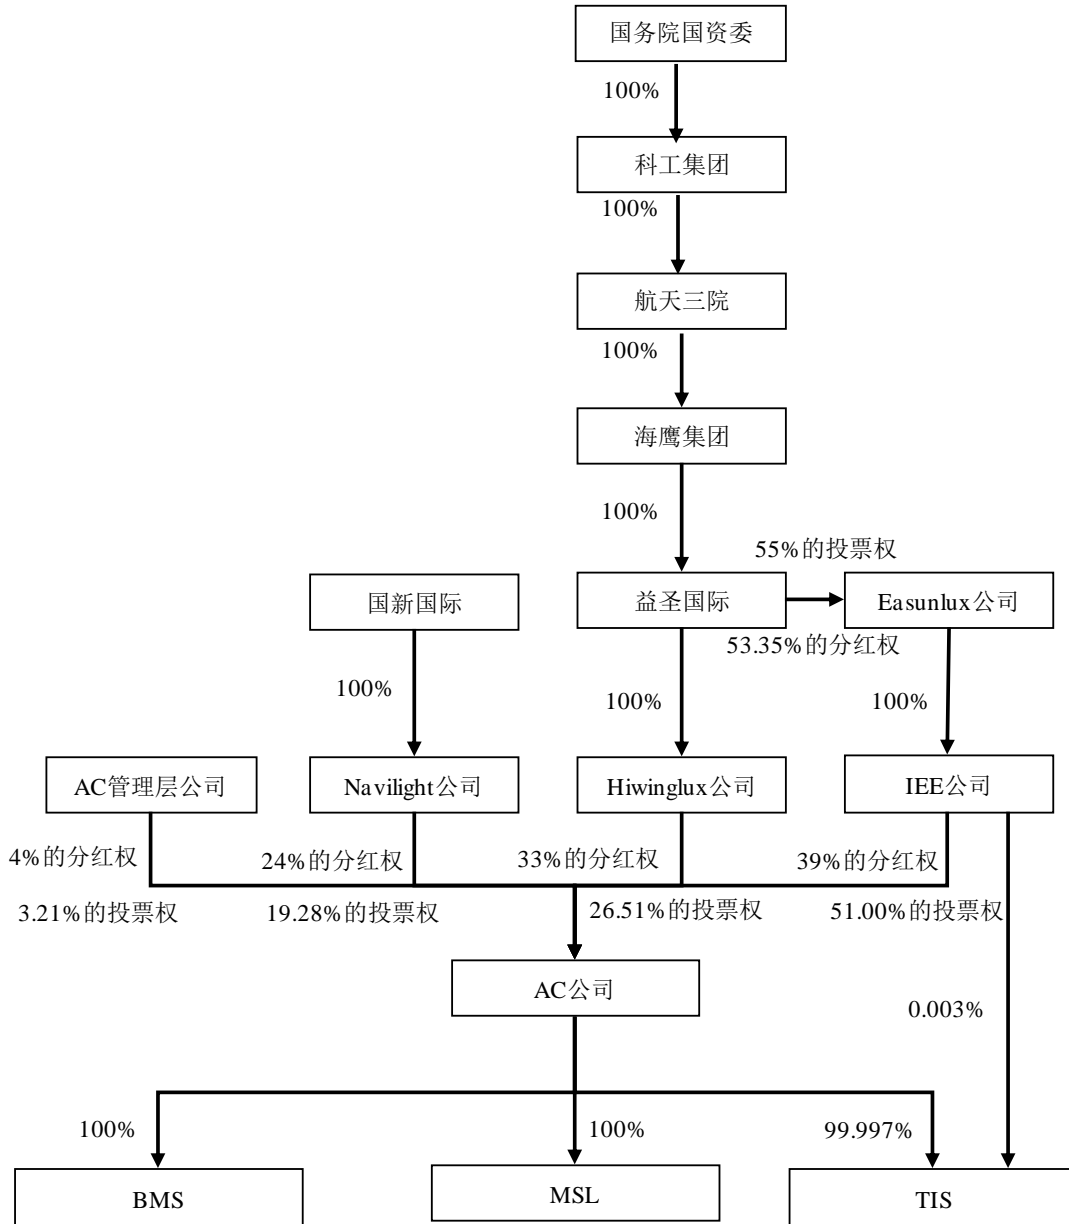 国务院国资委
100%
科工集团
100%
航天三院
100%
海鹰集团
100%
55%的投票权
国新国际
益圣国际
Easunlux公司
53.35%的分红权
100%
100%
100%
AC管理层公司
Navilight公司
Hiwinglux公司
IEE公司
4%的分红权
24%的分红权
33%的分红权
39%的分红权
3.21%的投票权
19.28%的投票权
26.51%的投票权
51.00%的投票权
AC公司
0.003%
100%
100%
99.997%
BMS
MSL
TIS